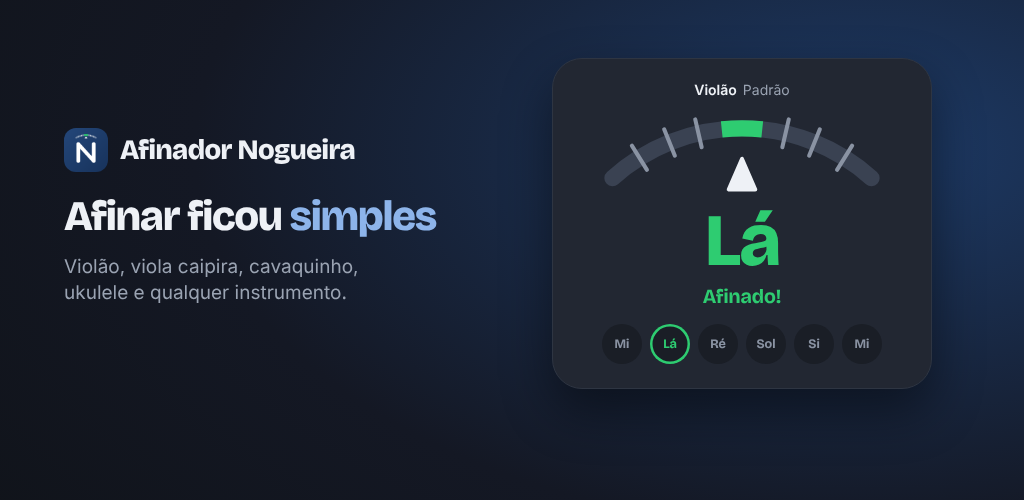 N
Afinador Nogueira
Afinar ficou simples
Violão, viola caipira, cavaquinho,
ukulele e qualquer instrumento.
Violão Padrão
Lá
Afinado!
Mi Lá Ré Sol Si Mi